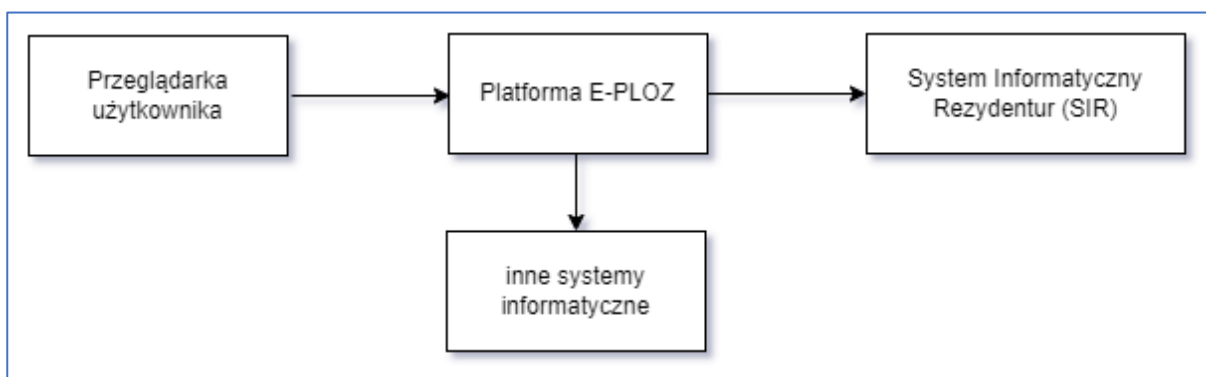 Przeglądarka
użytkownika
Platforma E-PLOZ
System Informatyczny
Rezydentur (SIR)
inne systemy
informatyczne